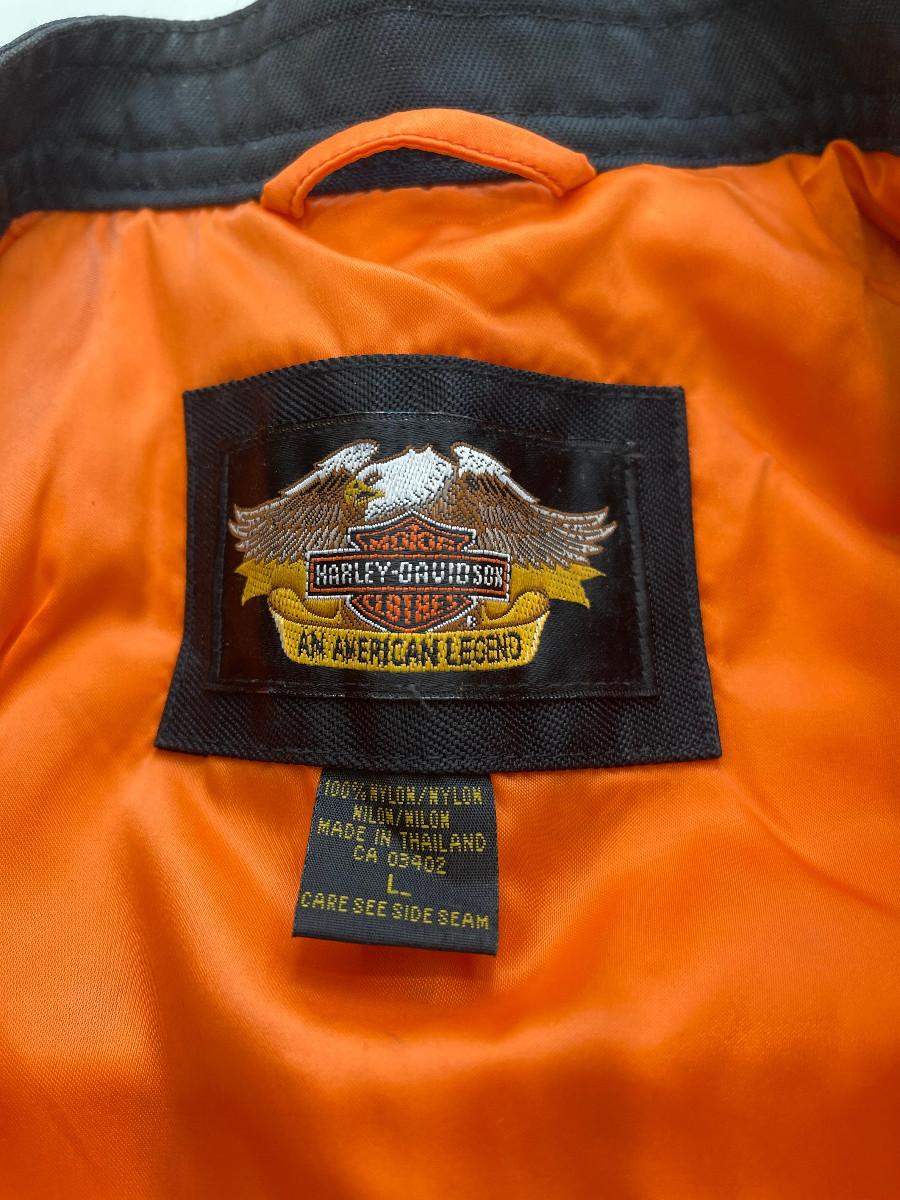 MOTOR
HARLEY-DAVIDSON
CLOTHES
®
AN AMERICAN LEGEND
100% NYLON/NYLON
NILON/NILON
MADE IN THAILAND
CA 03402
L
CARE SEE SIDE SEAM